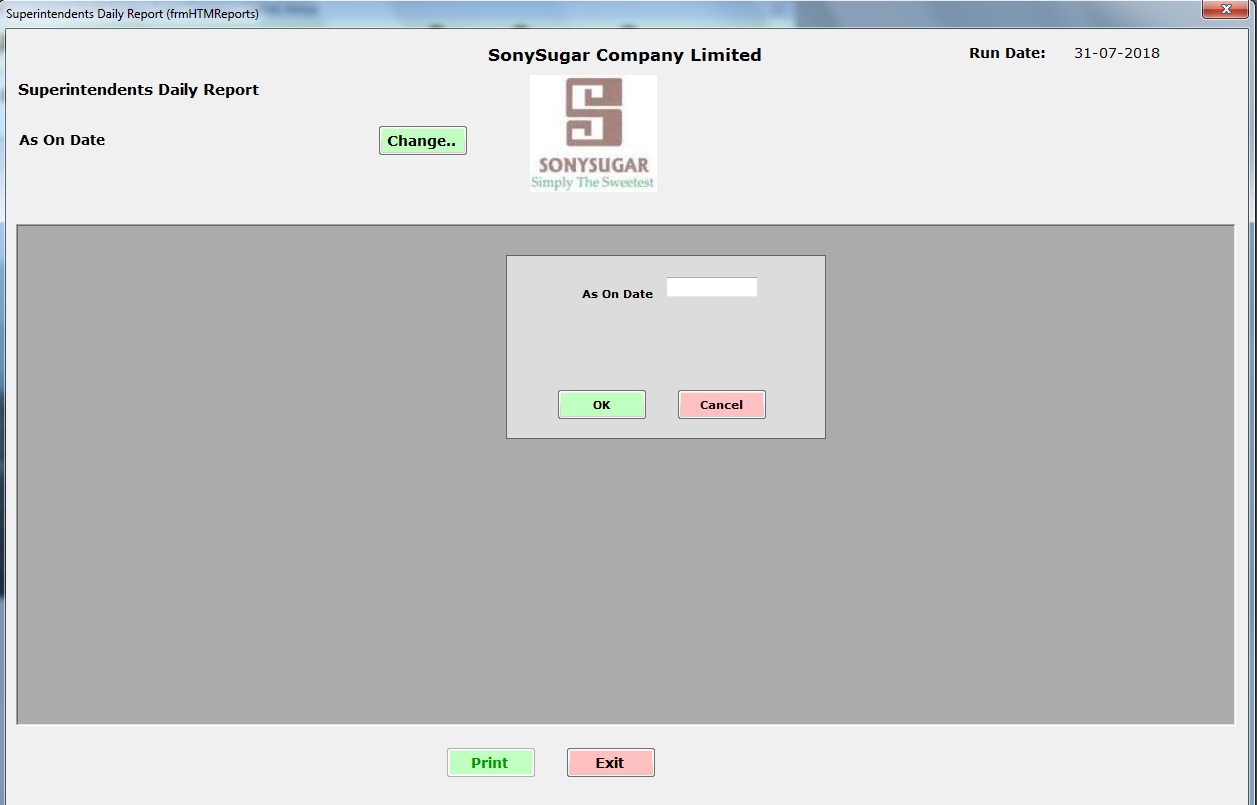 Superintendents Daily Report (frmHTMReports)
X
SonySugar Company Limited
Run Date: 31-07-2018
Superintendents Daily Report
As On Date
Change..
SONYSUGAR
Simply The Sweetest
As On Date
OK Cancel
Print Exit